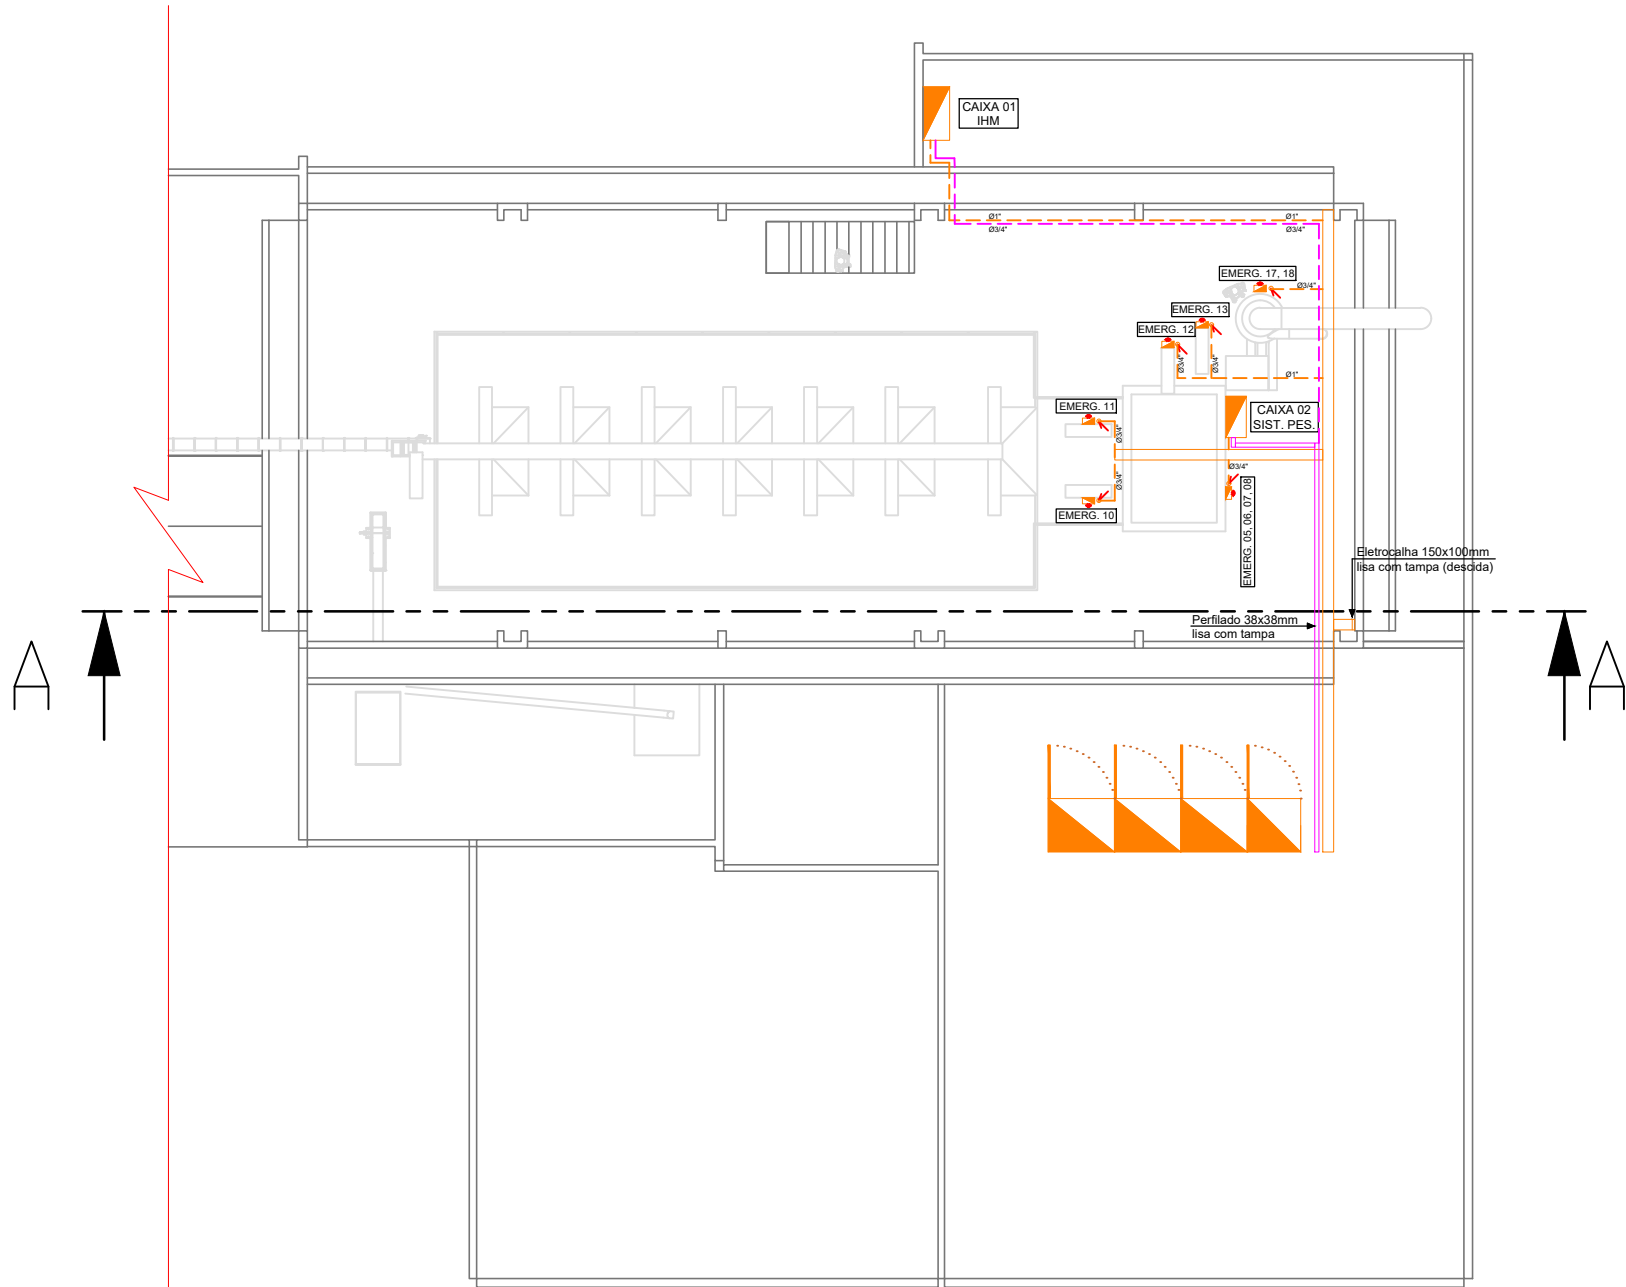 CAIXA 01
IHM
Ø1"
Ø3/4"
Ø1"
Ø3/4"
EMERG. 17, 18
Ø3/4"
EMERG. 13
EMERG. 12
Ø3/4"
Ø3/4"
Ø1"
EMERG. 11
CAIXA 02
SIST. PES.
Ø3/4"
Ø3/4"
Ø3/4"
EMERG. 10
EMERG. 05, 06, 07, 08
Eletrocalha 150x100mm
lisa com tampa (descida)
Perfilado 38x38mm
lisa com tampa
A
A